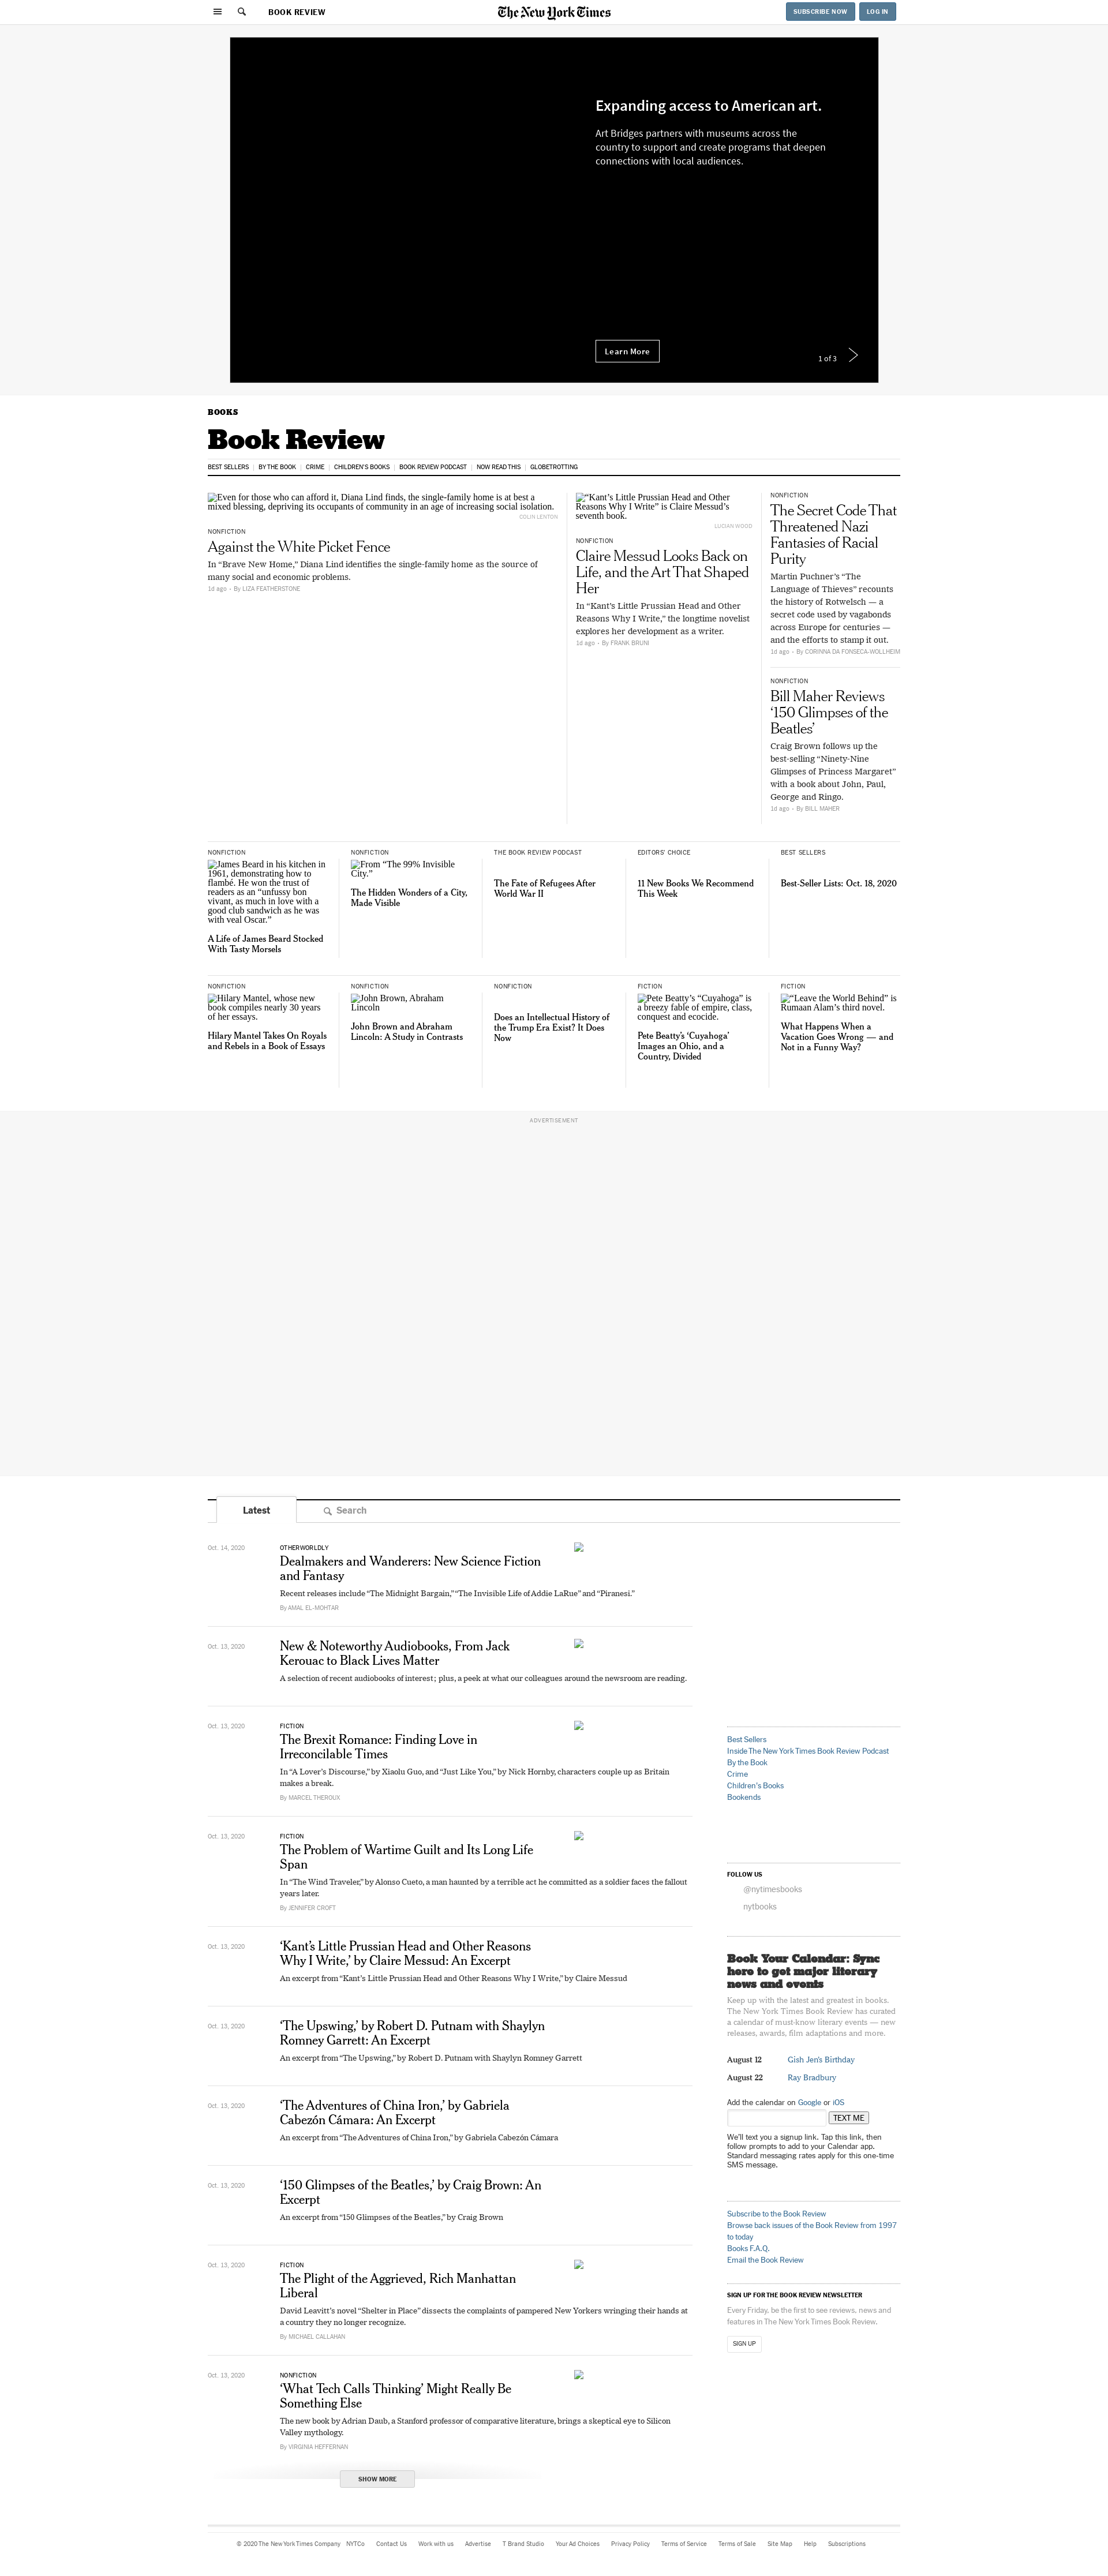 BOOK REVIEW
The New York Times
SUBSCRIBE NOW
LOG IN
Expanding access to American art.
Art Bridges partners with museums across the
country to support and create programs that deepen
connections with local audiences.
Learn More
1 of 3
BOOKS
Book Review
BEST SELLERS
BY THE BOOK
CRIME
CHILDREN'S BOOKS
BOOK REVIEW PODCAST
NOW READ THIS
GLOBETROTTING
Even for those who can afford it, Diana Lind finds, the single-family home is at best a
mixed blessing, depriving its occupants of community in an age of increasing social isolation.
COLIN LENTON
NONFICTION
Against the White Picket Fence
In “Brave New Home,” Diana Lind identifies the single-family home as the source of
many social and economic problems.
1d ago - By LIZA FEATHERSTONE
“Kant’s Little Prussian Head and Other
Reasons Why I Write” is Claire Messud’s
seventh book.
LUCIAN WOOD
NONFICTION
Claire Messud Looks Back on
Life, and the Art That Shaped
Her
In “Kant’s Little Prussian Head and Other
Reasons Why I Write,” the longtime novelist
explores her development as a writer.
1d ago - By FRANK BRUNI
NONFICTION
The Secret Code That
Threatened Nazi
Fantasies of Racial
Purity
Martin Puchner’s “The
Language of Thieves” recounts
the history of Rotwelsch — a
secret code used by vagabonds
across Europe for centuries —
and the efforts to stamp it out.
1d ago - By CORINNA DA FONSECA-WOLLHEIM
NONFICTION
Bill Maher Reviews
‘150 Glimpses of the
Beatles’
Craig Brown follows up the
best-selling “Ninety-Nine
Glimpses of Princess Margaret”
with a book about John, Paul,
George and Ringo.
1d ago - By BILL MAHER
NONFICTION
James Beard in his kitchen in
1961, demonstrating how to
flambé. He won the trust of
readers as an “unfussy bon
vivant, as much in love with a
good club sandwich as he was
with veal Oscar.”
A Life of James Beard Stocked
With Tasty Morsels
NONFICTION
From “The 99% Invisible
City.”
The Hidden Wonders of a City,
Made Visible
THE BOOK REVIEW PODCAST
The Fate of Refugees After
World War II
EDITORS’ CHOICE
11 New Books We Recommend
This Week
BEST SELLERS
Best-Seller Lists: Oct. 18, 2020
NONFICTION
Hilary Mantel, whose new
book compiles nearly 30 years
of her essays.
Hilary Mantel Takes On Royals
and Rebels in a Book of Essays
NONFICTION
John Brown, Abraham
Lincoln
John Brown and Abraham
Lincoln: A Study in Contrasts
NONFICTION
Does an Intellectual History of
the Trump Era Exist? It Does
Now
FICTION
Pete Beatty’s “Cuyahoga” is
a breezy fable of empire, class,
conquest and ecocide.
Pete Beatty’s ‘Cuyahoga’
Images an Ohio, and a
Country, Divided
FICTION
“Leave the World Behind” is
Rumaan Alam’s third novel.
What Happens When a
Vacation Goes Wrong — and
Not in a Funny Way?
ADVERTISEMENT
Latest
Search
Oct. 14, 2020
OTHERWORLDLY
Dealmakers and Wanderers: New Science Fiction
and Fantasy
Recent releases include “The Midnight Bargain,” “The Invisible Life of Addie LaRue” and “Piranesi.”
By AMAL EL-MOHTAR
Oct. 13, 2020
New & Noteworthy Audiobooks, From Jack
Kerouac to Black Lives Matter
A selection of recent audiobooks of interest; plus, a peek at what our colleagues around the newsroom are reading.
Oct. 13, 2020
FICTION
The Brexit Romance: Finding Love in
Irreconcilable Times
In “A Lover’s Discourse,” by Xiaolu Guo, and “Just Like You,” by Nick Hornby, characters couple up as Britain
makes a break.
By MARCEL THEROUX
Oct. 13, 2020
FICTION
The Problem of Wartime Guilt and Its Long Life
Span
In “The Wind Traveler,” by Alonso Cueto, a man haunted by a terrible act he committed as a soldier faces the fallout
years later.
By JENNIFER CROFT
Oct. 13, 2020
‘Kant’s Little Prussian Head and Other Reasons
Why I Write,’ by Claire Messud: An Excerpt
An excerpt from “Kant’s Little Prussian Head and Other Reasons Why I Write,” by Claire Messud
Oct. 13, 2020
‘The Upswing,’ by Robert D. Putnam with Shaylyn
Romney Garrett: An Excerpt
An excerpt from “The Upswing,” by Robert D. Putnam with Shaylyn Romney Garrett
Oct. 13, 2020
‘The Adventures of China Iron,’ by Gabriela
Cabezón Cámara: An Excerpt
An excerpt from “The Adventures of China Iron,” by Gabriela Cabezón Cámara
Oct. 13, 2020
‘150 Glimpses of the Beatles,’ by Craig Brown: An
Excerpt
An excerpt from “150 Glimpses of the Beatles,” by Craig Brown
Oct. 13, 2020
FICTION
The Plight of the Aggrieved, Rich Manhattan
Liberal
David Leavitt’s novel “Shelter in Place” dissects the complaints of pampered New Yorkers wringing their hands at
a country they no longer recognize.
By MICHAEL CALLAHAN
Oct. 13, 2020
NONFICTION
‘What Tech Calls Thinking’ Might Really Be
Something Else
The new book by Adrian Daub, a Stanford professor of comparative literature, brings a skeptical eye to Silicon
Valley mythology.
By VIRGINIA HEFFERNAN
SHOW MORE
Best Sellers
Inside The New York Times Book Review Podcast
By the Book
Crime
Children’s Books
Bookends
FOLLOW US
@nytimesbooks
nytbooks
Book Your Calendar: Sync
here to get major literary
news and events
Keep up with the latest and greatest in books.
The New York Times Book Review has curated
a calendar of must-know literary events — new
releases, awards, film adaptations and more.
August 12 Gish Jen’s Birthday
August 22 Ray Bradbury
Add the calendar on Google or iOS
TEXT ME
We’ll text you a signup link. Tap this link, then
follow prompts to add to your Calendar app.
Standard messaging rates apply for this one-time
SMS message.
Subscribe to the Book Review
Browse back issues of the Book Review from 1997
to today
Books F.A.Q.
Email the Book Review
SIGN UP FOR THE BOOK REVIEW NEWSLETTER
Every Friday, be the first to see reviews, news and
features in The New York Times Book Review.
SIGN UP
© 2020 The New York Times Company
NYTCo
Contact Us
Work with us
Advertise
T Brand Studio
Your Ad Choices
Privacy Policy
Terms of Service
Terms of Sale
Site Map
Help
Subscriptions